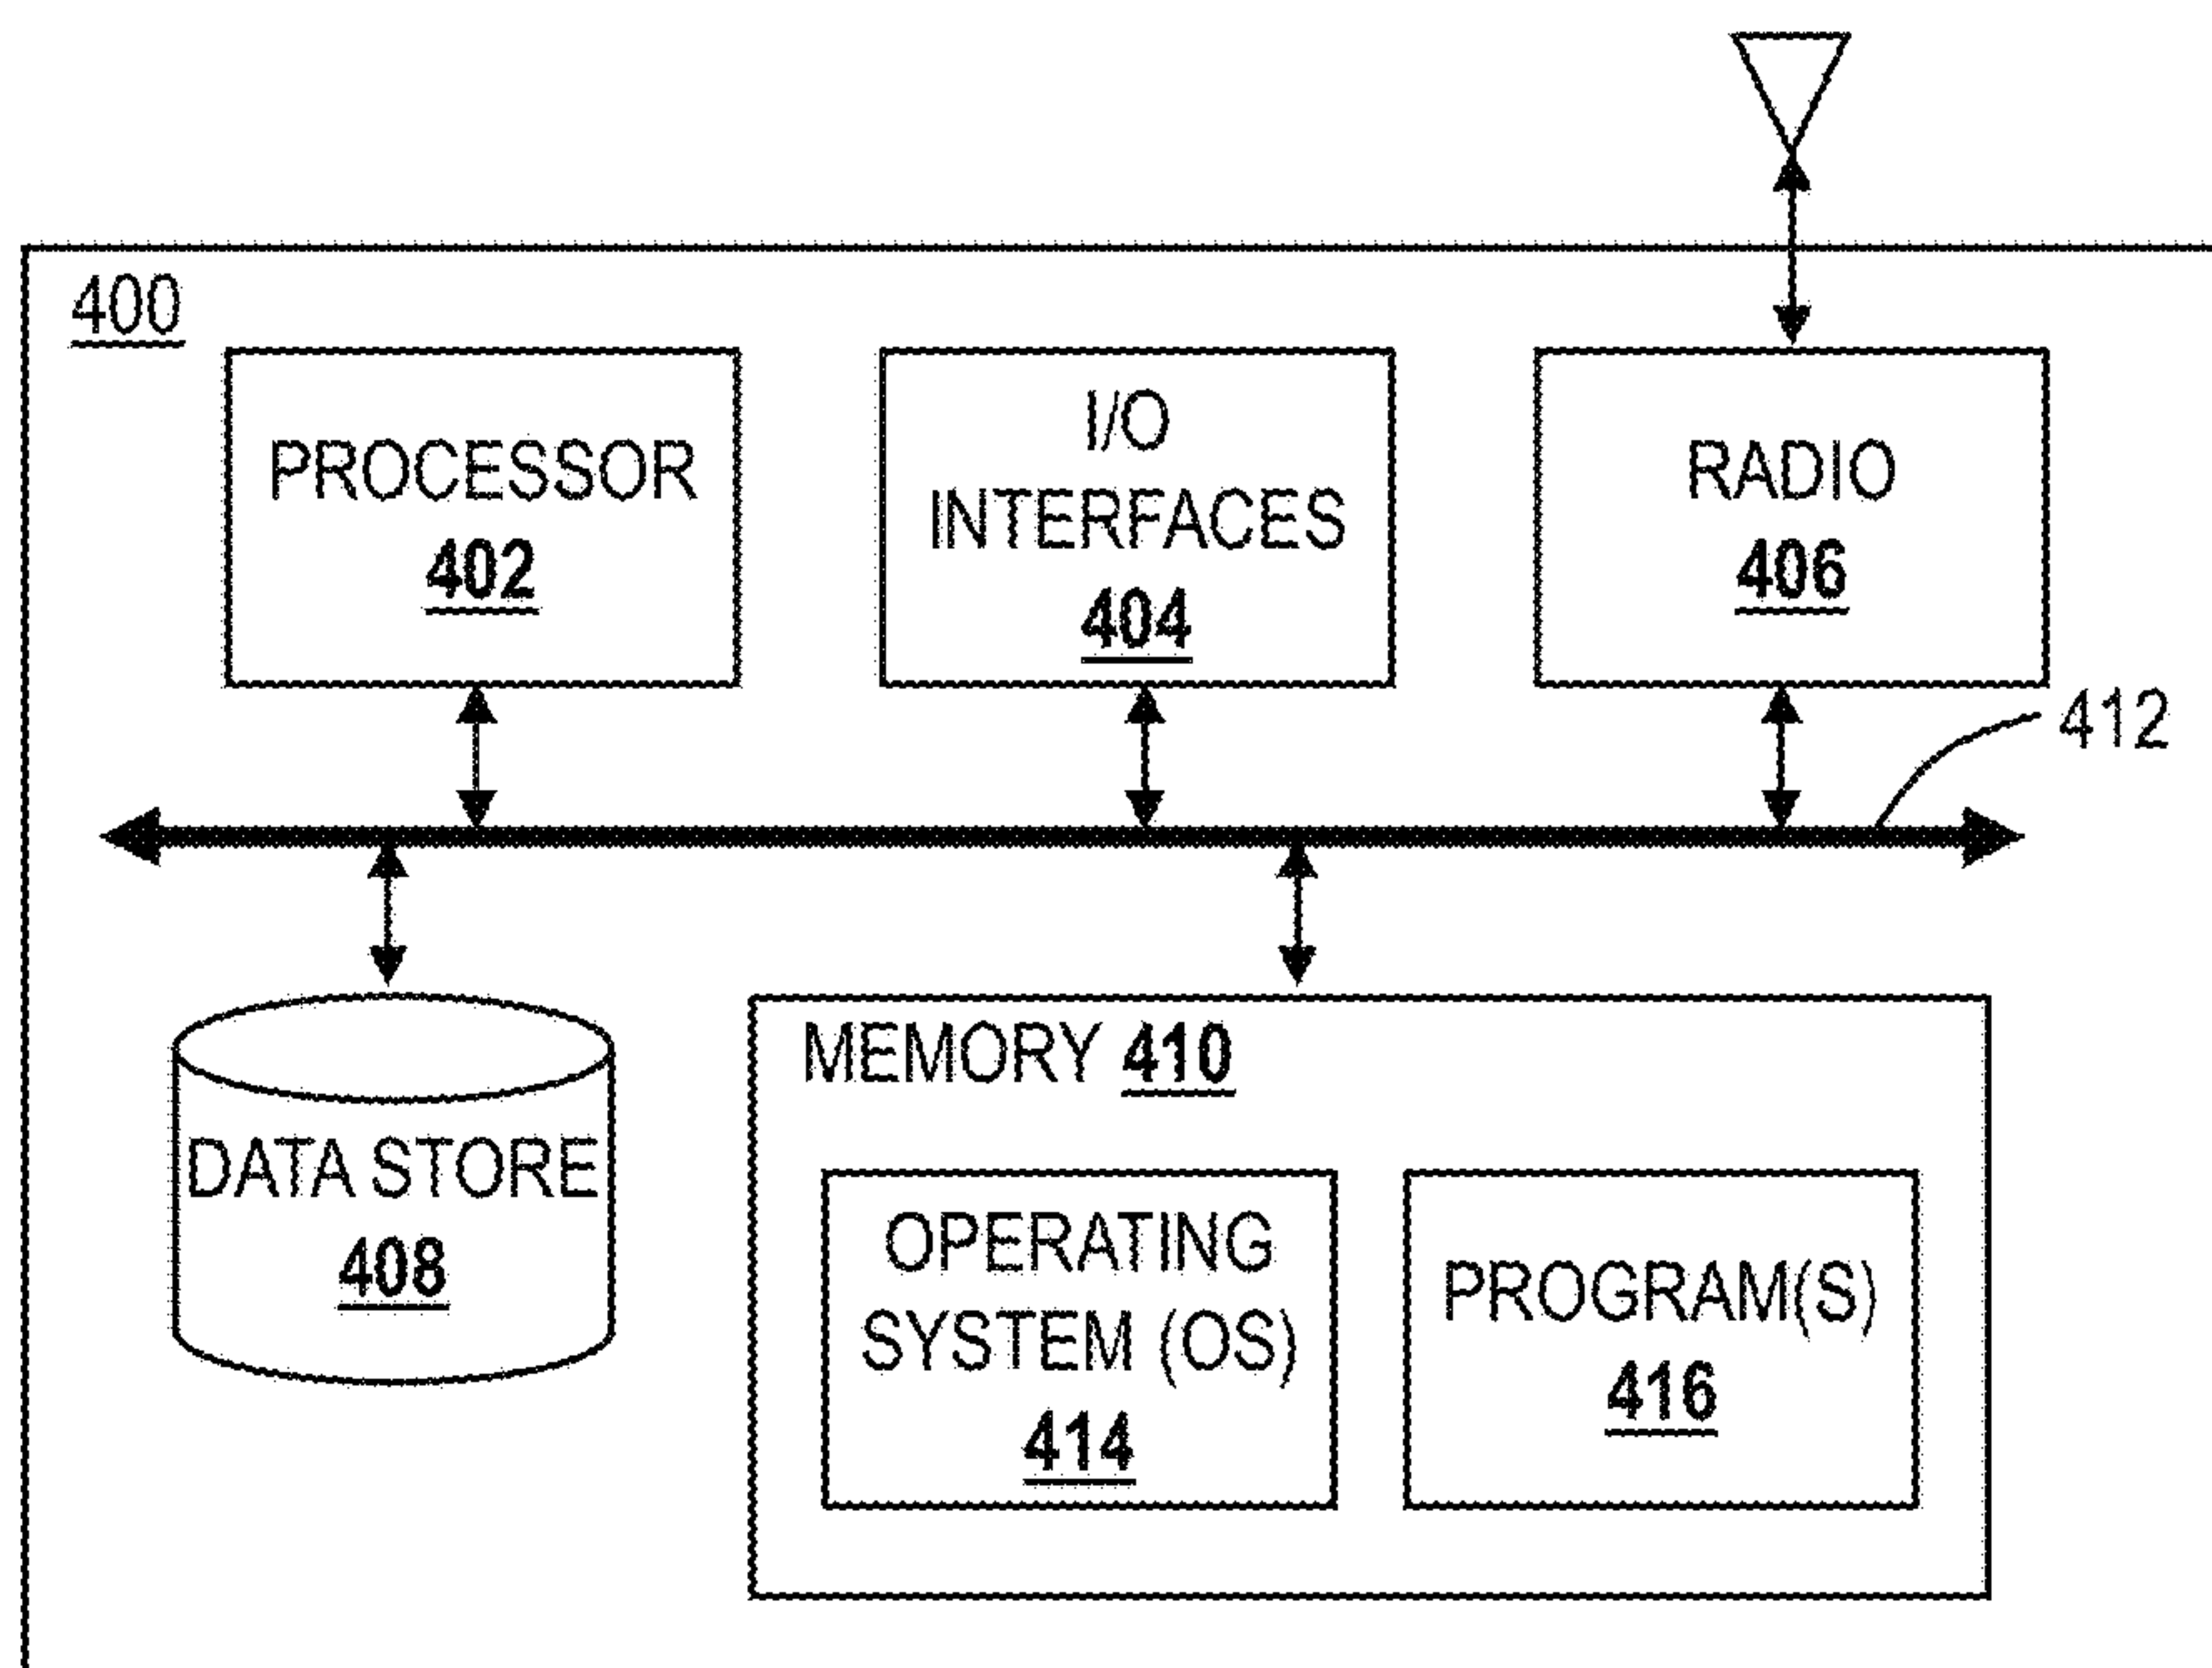 400
PROCESSOR
402
I/O
INTERFACES
404
RADIO
406
412
DATA STORE
408
MEMORY 410
OPERATING
SYSTEM (OS)
414
PROGRAM(S)
416